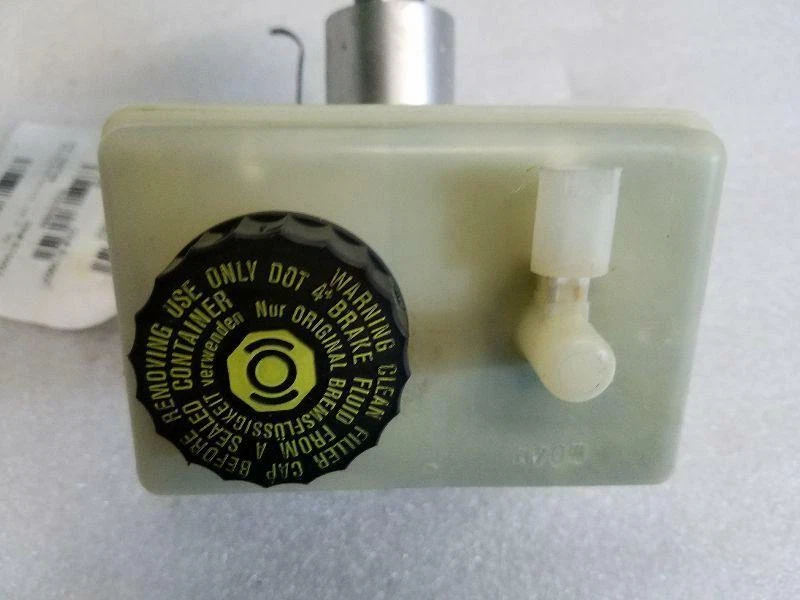 WARNING CLEAN FILLER CAP BEFORE REMOVING USE ONLY DOT 4+
BRAKE FLUID FROM A SEALED CONTAINER
Nur ORIGINAL BREMSFLÜSSIGKEIT verwenden